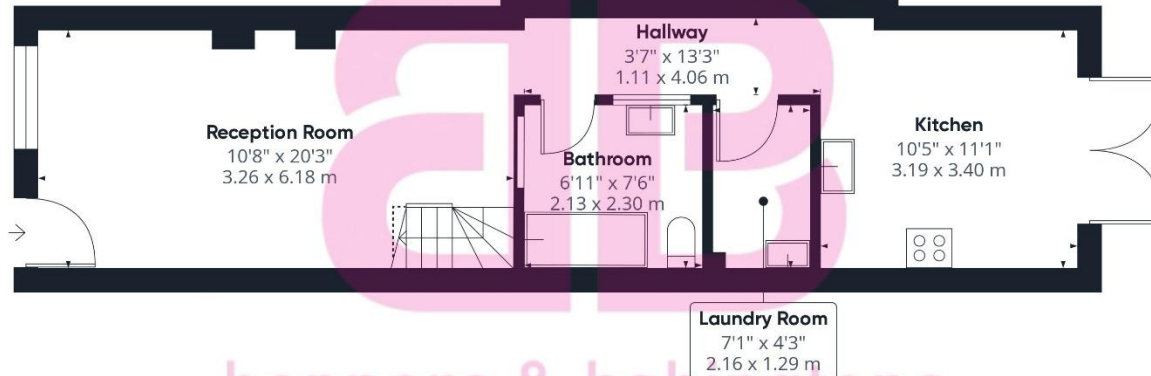 Hallway
3'7" x 13'3"
1.11 x 4.06 m
Reception Room
10'8" x 20'3"
3.26 x 6.18 m
Bathroom
6'11" x 7'6"
2.13 x 2.30 m
Kitchen
10'5" x 11'1"
3.19 x 3.40 m
Laundry Room
7'1" x 4'3"
2.16 x 1.29 m